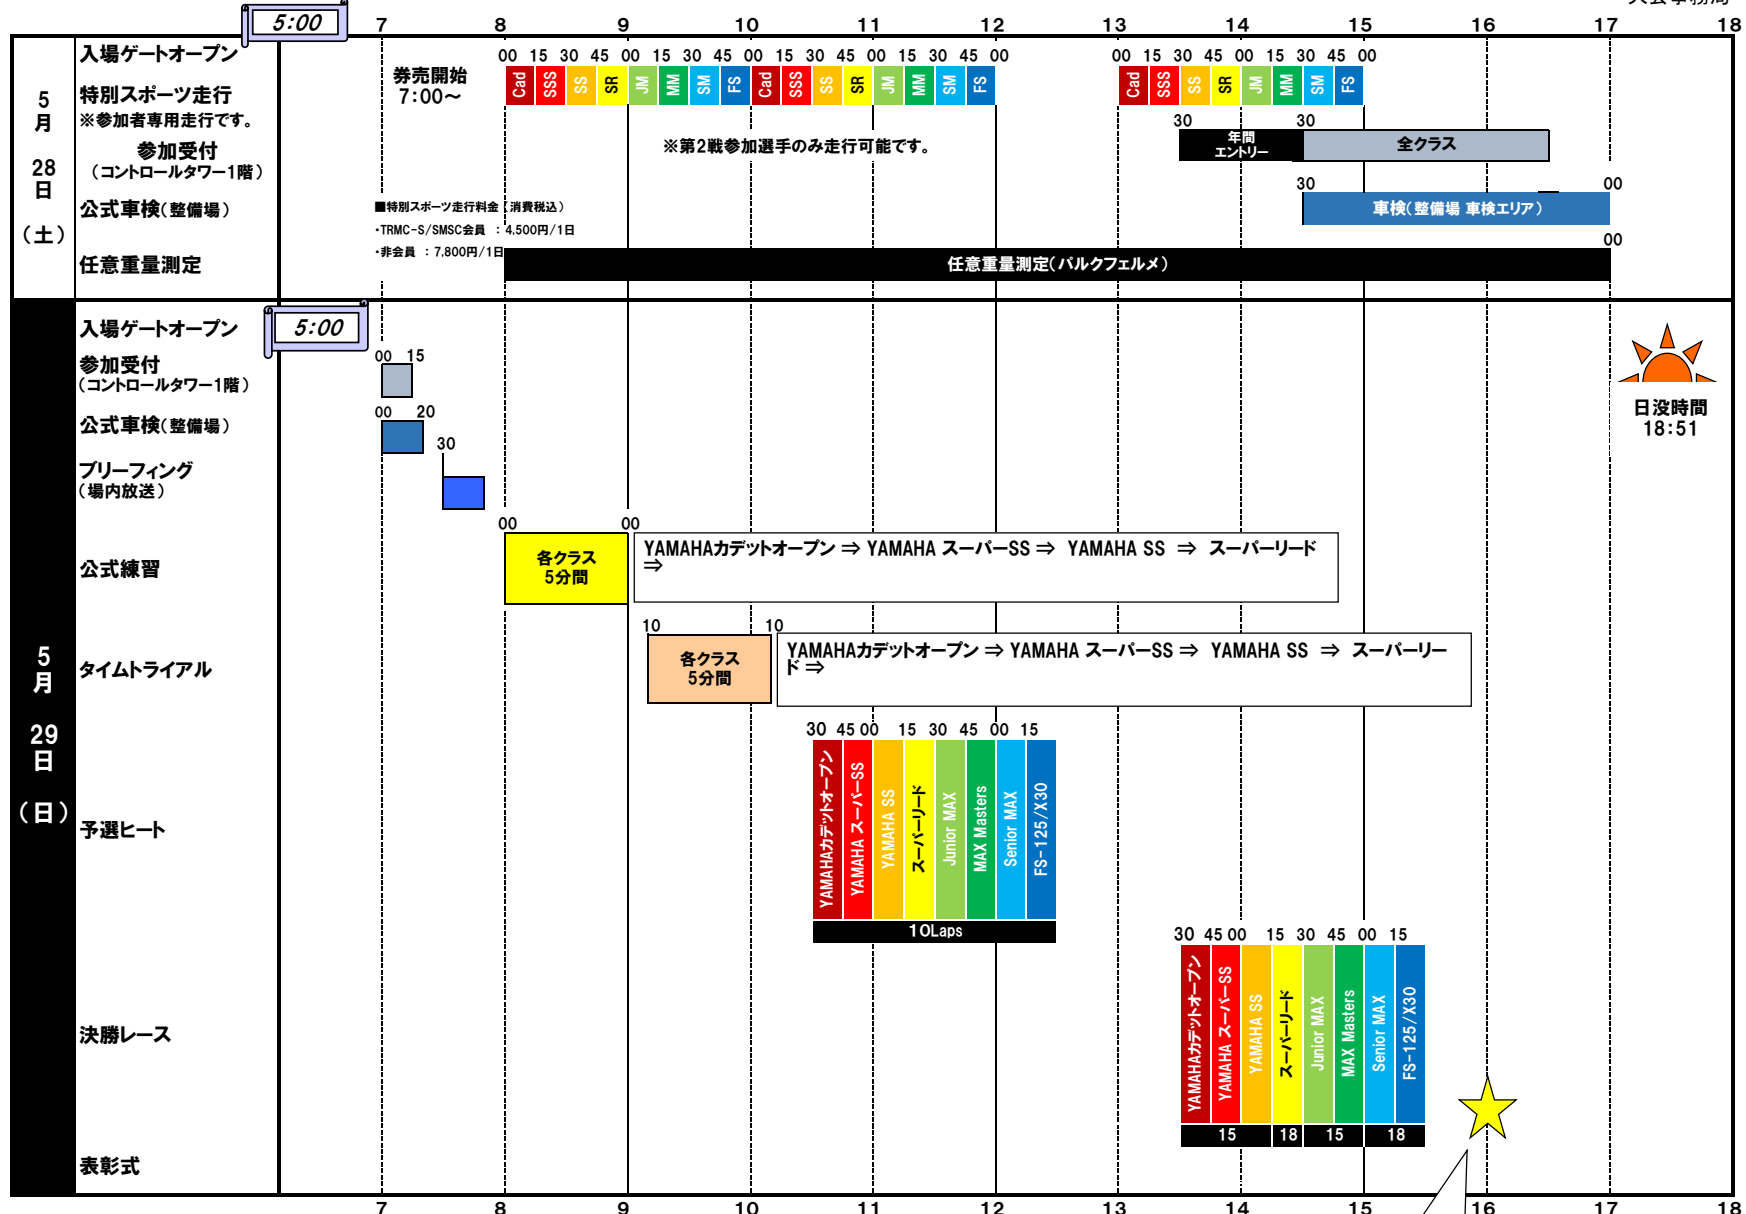 大会事務局
5:00
7 8 9 10 11 12 13 14 15 16 17 18
入場ゲートオープン
00 15 30 45 00 15 30 45 00 15 30 45 00 15 30 45 00
00 15 30 45 00 15 30 45 00
券売開始
7:00～
Cad SSS SS SR JM MM SM FS Cad SSS SS SR JM MM SM FS
Cad SSS SS SR JM MM SM FS
5
月
28
日
（土）
特別スポーツ走行
※参加者専用走行です。
30 30
※第2戦参加選手のみ走行可能です。
年間
エントリー
全クラス
参加受付
（コントロールタワー1階）
30 00
公式車検（整備場）
■特別スポーツ走行料金（消費税込）
・TRMC-S/SMSC会員 ： 4,500円/1日
・非会員 ： 7,800円/1日
車検（整備場 車検エリア）
00
任意重量測定
任意重量測定（パルクフェルメ）
5
月
29
日
（日）
入場ゲートオープン
5:00
参加受付
（コントロールタワー1階）
00 15
公式車検（整備場）
00 20
30
ブリーフィング
（場内放送）
日没時間
18:51
00 00
公式練習
各クラス
5分間
YAMAHAカデットオープン ⇒ YAMAHA スーパーSS ⇒ YAMAHA SS ⇒ スーパーリード
⇒
10 10
タイムトライアル
各クラス
5分間
YAMAHAカデットオープン ⇒ YAMAHA スーパーSS ⇒ YAMAHA SS ⇒ スーパーリー
ド ⇒
30 45 00 15 30 45 00 15
予選ヒート
YAMAHAカデットオープン
YAMAHA スーパーSS
YAMAHA SS
スーパーリード
Junior MAX
MAX Masters
Senior MAX
FS-125/X30
10Laps
30 45 00 15 30 45 00 15
決勝レース
YAMAHAカデットオープン
YAMAHA スーパーSS
YAMAHA SS
スーパーリード
Junior MAX
MAX Masters
Senior MAX
FS-125/X30
15 18 15 18
表彰式
7 8 9 10 11 12 13 14 15 16 17 18